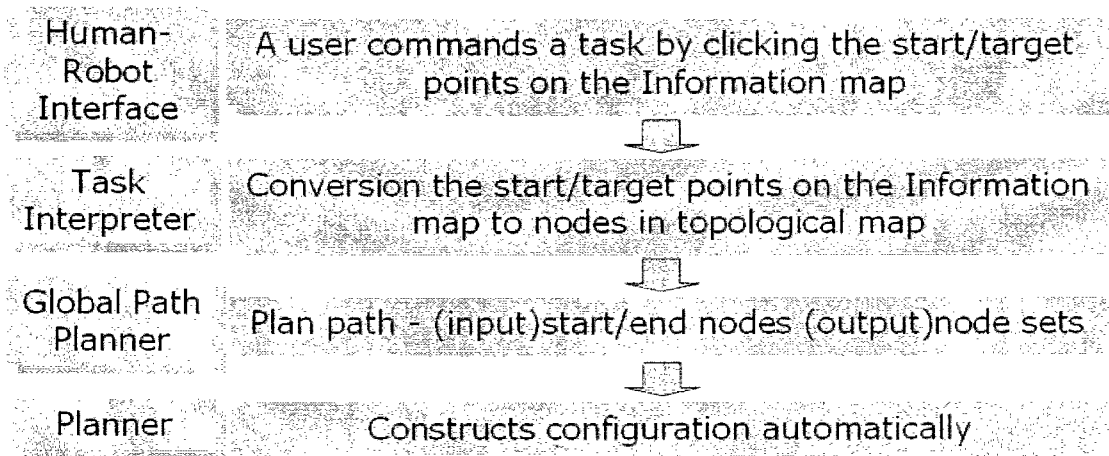 Human-
Robot
Interface
A user commands a task by clicking the start/target
points on the Information map
Task
Interpreter
Conversion the start/target points on the Information
map to nodes in topological map
Global Path
Planner
Plan path - (input)start/end nodes (output)node sets
Planner
Constructs configuration automatically